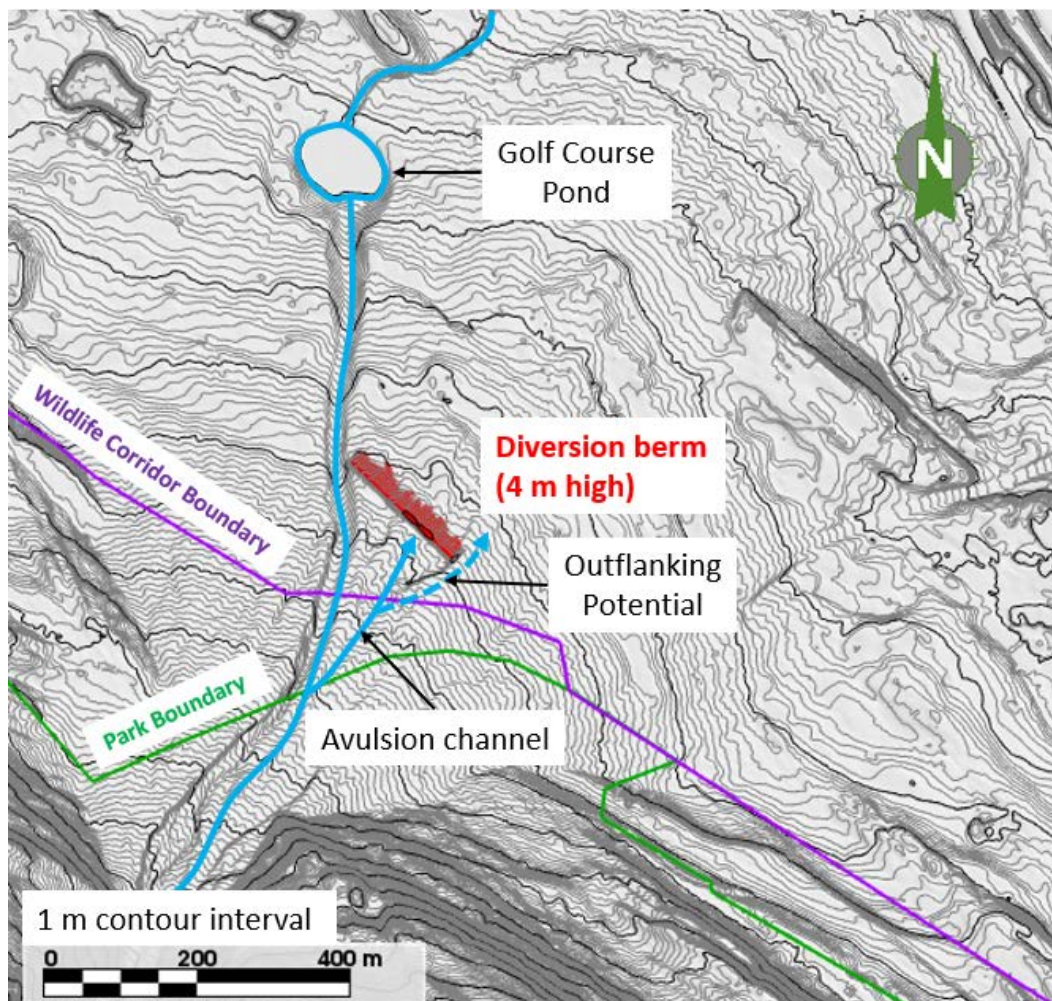 Golf Course
Pond
N
Wildlife Corridor Boundary
Diversion berm
(4 m high)
Outflanking
Potential
Park Boundary
Avulsion channel
1 m contour interval
0 200 400 m